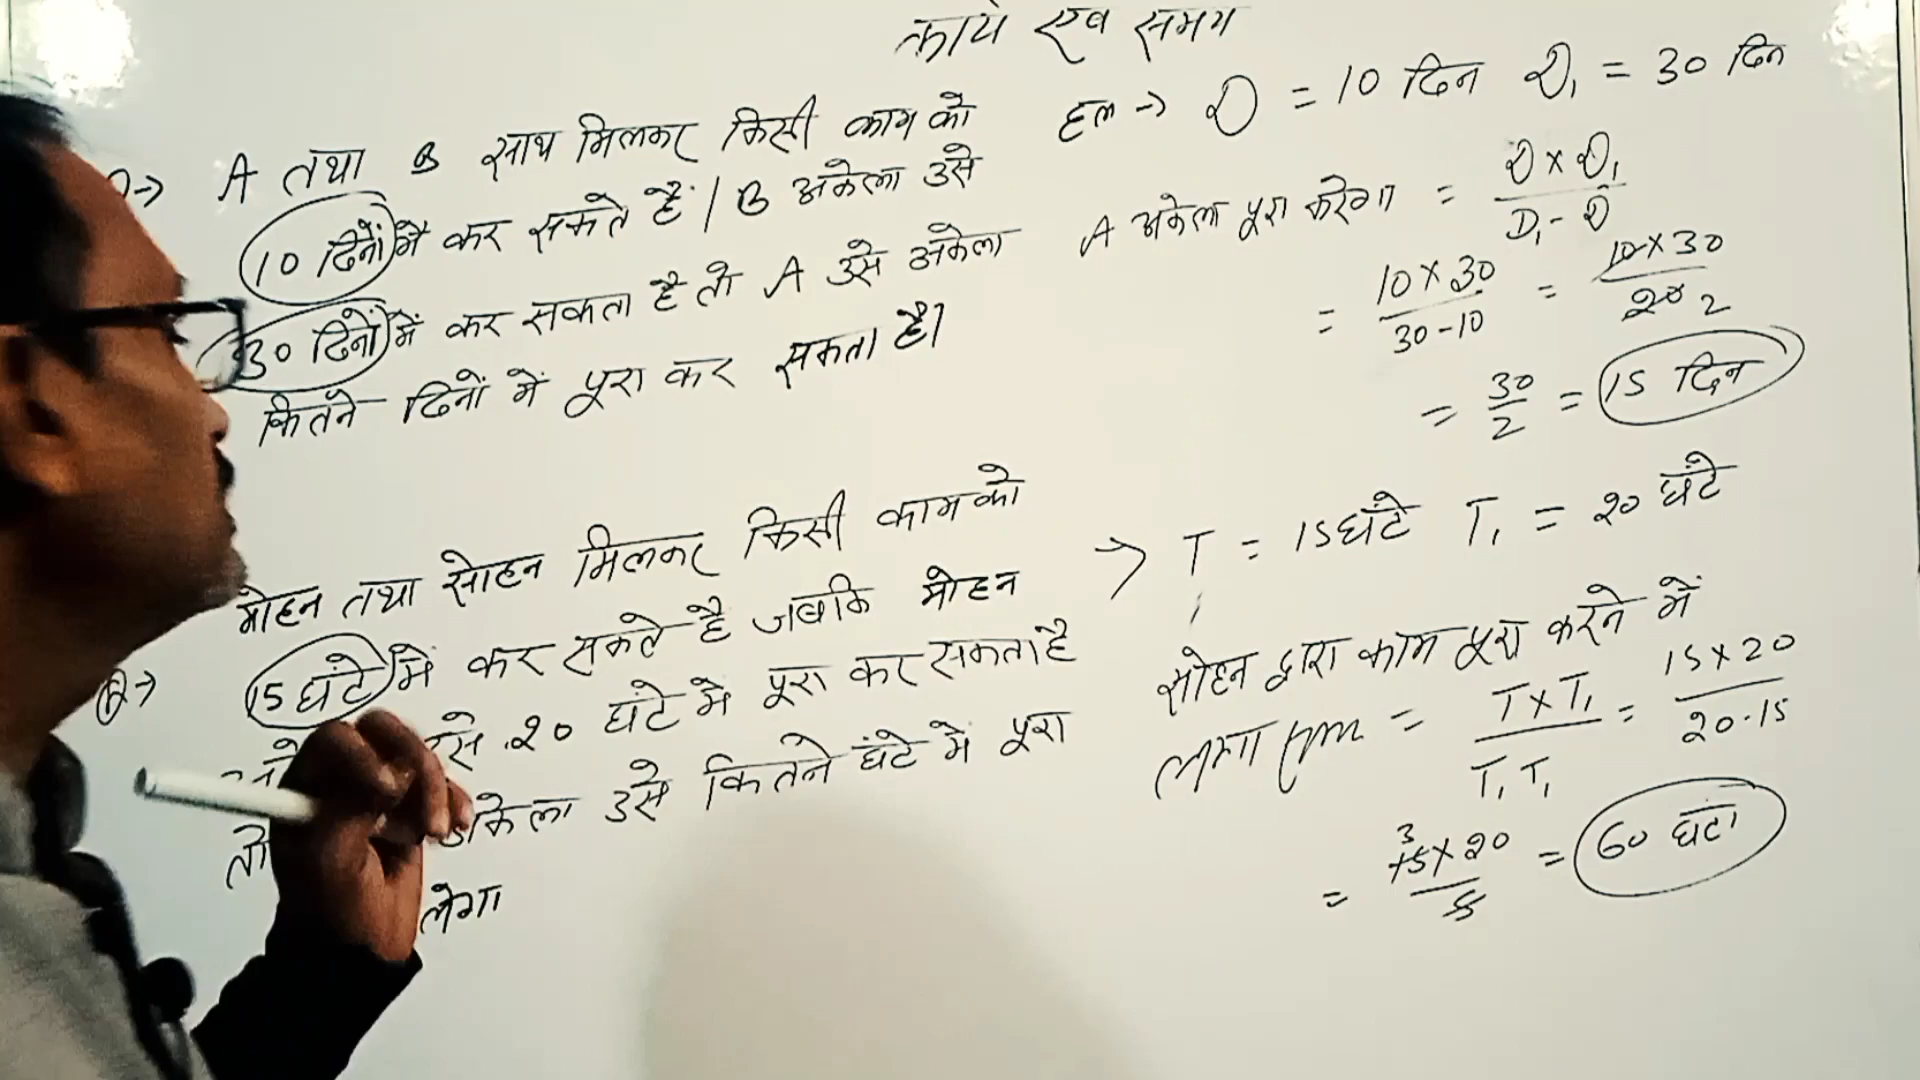 कार्य एव समय
A तथा B साथ मिलकर किसी काम को
10 दिनों में कर सकते है। B अकेला उसे
30 दिनों में कर सकता है तो A उसे अकेला
कितने दिनों में पूरा कर सकता है।
हल → D = 10 दिन D₁ = 30 दिन
A अकेला पूरा करेगा = D × D₁ / D₁ - D
= 10 × 30 / 30 - 10 = 10 × 30 / 20 2
= 30 / 2 = 15 दिन
मोहन तथा सोहन मिलकर किसी काम को
15 घंटे में कर सकते है जबकि मोहन
उसे 20 घंटे में पूरा कर सकता है
तो अकेला उसे कितने घंटे में पूरा
लेगा
→ T = 15 घंटे T₁ = 20 घंटे
सोहन द्वारा काम पूरा करने में
लगा = T × T₁ / T₁ T₁ = 15 × 20 / 20 - 15
= 3 15 × 20 / 5 = 60 घंटा